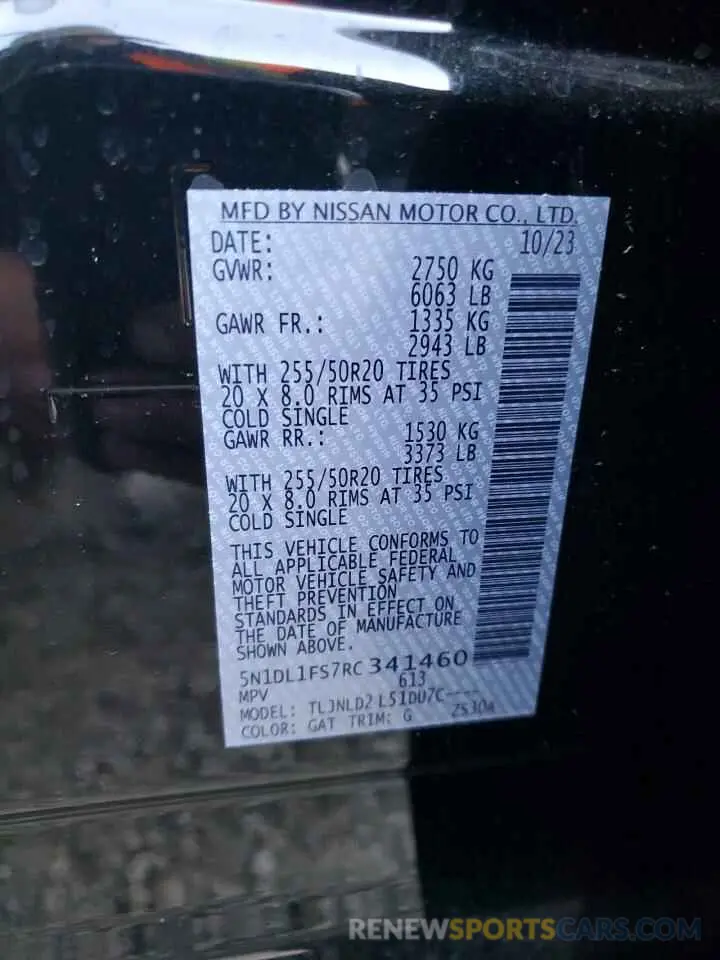 MFD BY NISSAN MOTOR CO., LTD.
DATE: 10/23
GVWR: 2750 KG
6063 LB
GAWR FR.: 1335 KG
2943 LB
WITH 255/50R20 TIRES
20 X 8.0 RIMS AT 35 PSI
COLD SINGLE
GAWR RR.: 1530 KG
3373 LB
WITH 255/50R20 TIRES
20 X 8.0 RIMS AT 35 PSI
COLD SINGLE
THIS VEHICLE CONFORMS TO
ALL APPLICABLE FEDERAL
MOTOR VEHICLE SAFETY AND
THEFT PREVENTION
STANDARDS IN EFFECT ON
THE DATE OF MANUFACTURE
SHOWN ABOVE.
5N1DL1FS7RC341460
MPV 613
MODEL: TLJNLD2 L51DU7C----
COLOR: GAT TRIM: G ZS30A
RENEWSPORTSCARS.COM